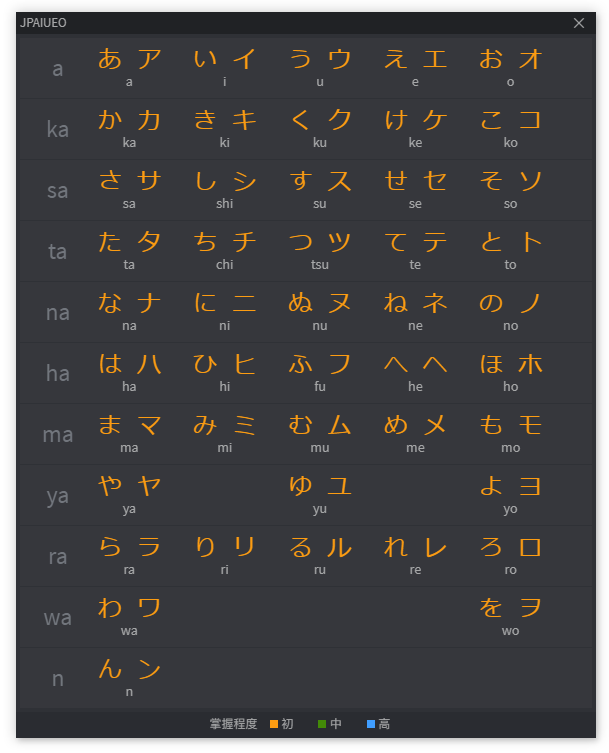 JPAIUEO
a あ ア い イ う ウ え エ お オ
a i u e o
ka か カ き キ く ク け ケ こ コ
ka ki ku ke ko
sa さ サ し シ す ス せ セ そ ソ
sa shi su se so
ta た タ ち チ つ ツ て テ と ト
ta chi tsu te to
na な ナ に ニ ぬ ヌ ね ネ の ノ
na ni nu ne no
ha は ハ ひ ヒ ふ フ へ ヘ ほ ホ
ha hi fu he ho
ma ま マ み ミ む ム め メ も モ
ma mi mu me mo
ya や ヤ ゆ ユ よ ヨ
ya yu yo
ra ら ラ り リ る ル れ レ ろ ロ
ra ri ru re ro
wa わ ワ を ヲ
wa wo
n ん ン
n
掌握程度 初 中 高